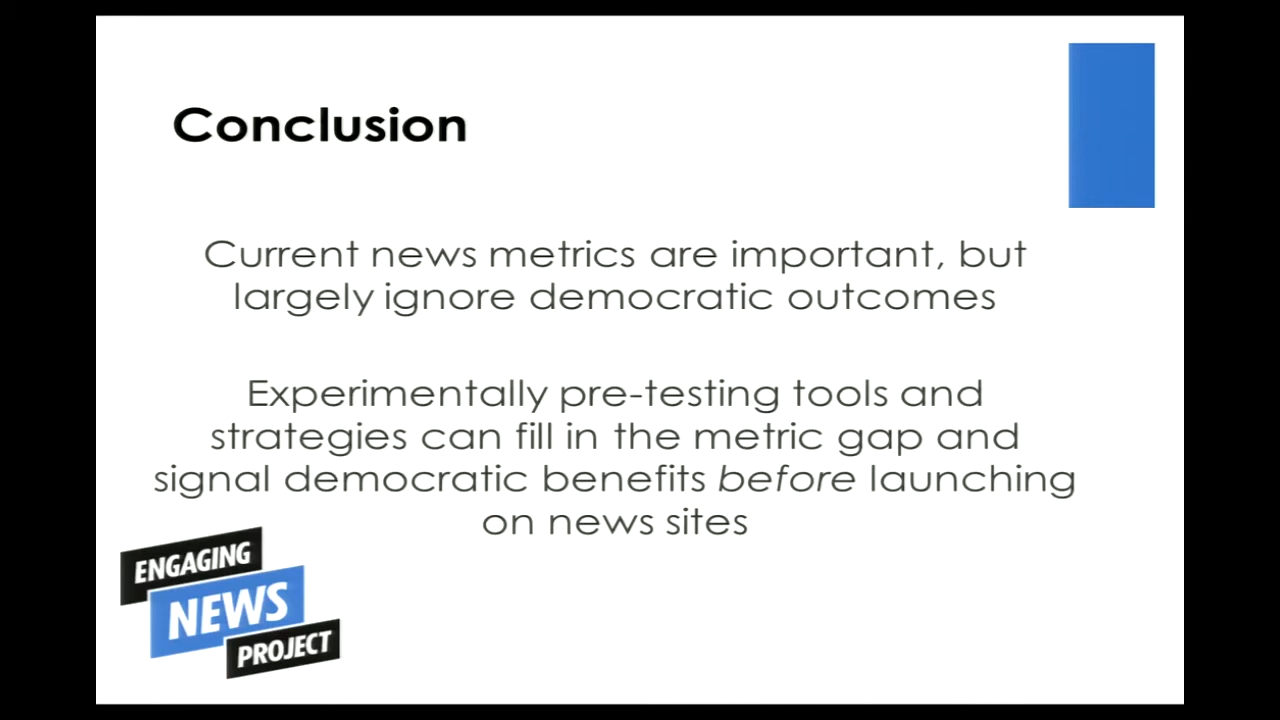 Conclusion
Current news metrics are important, but
largely ignore democratic outcomes
Experimentally pre-testing tools and
strategies can fill in the metric gap and
signal democratic benefits before launching
on news sites
ENGAGING
NEWS
PROJECT